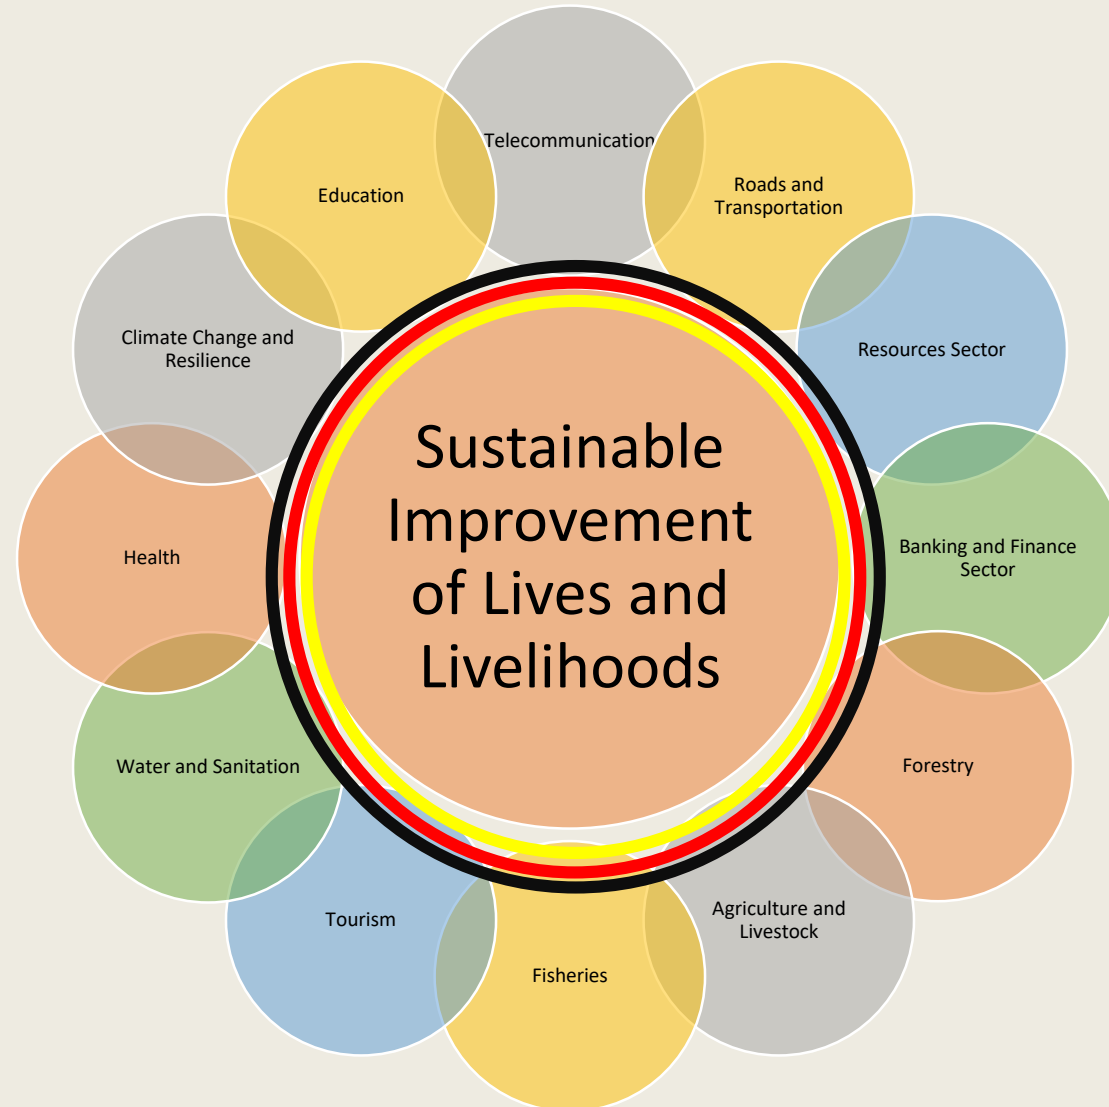 Telecommunication
Roads and
Transportation
Resources Sector
Banking and Finance
Sector
Forestry
Agriculture and
Livestock
Fisheries
Tourism
Water and Sanitation
Health
Climate Change and
Resilience
Education
Sustainable
Improvement
of Lives and
Livelihoods